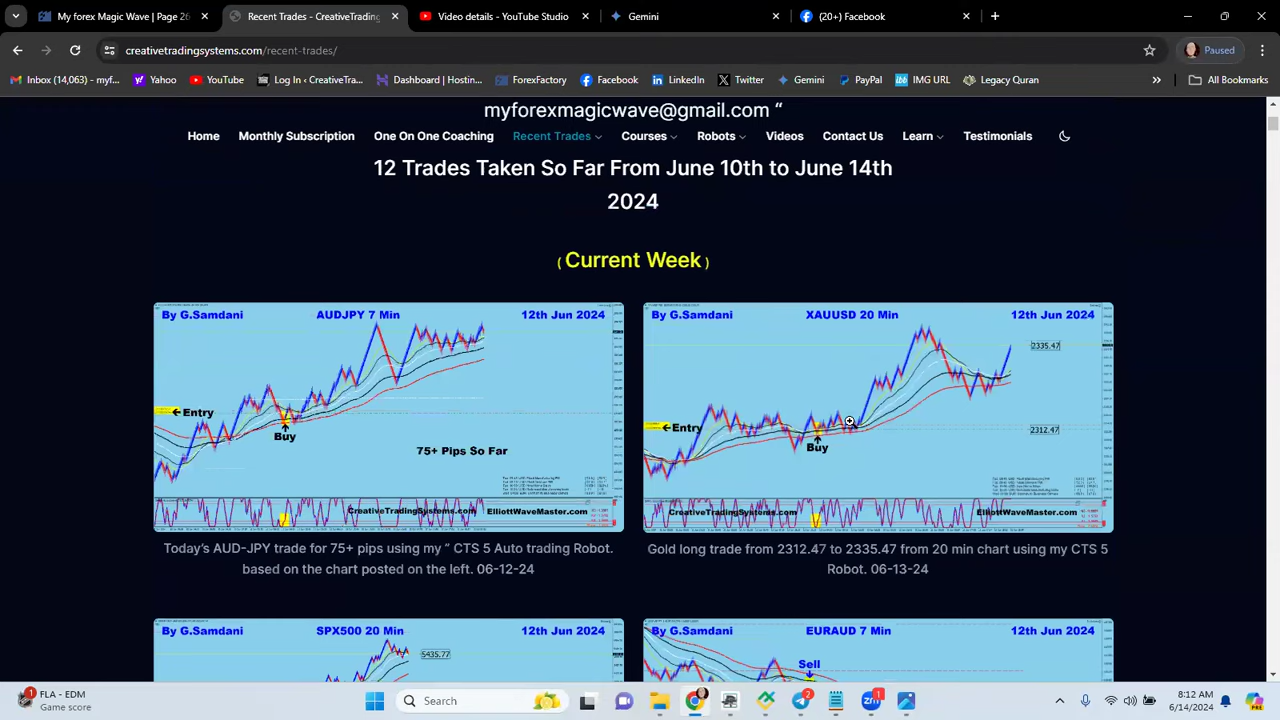 My forex Magic Wave | Page 26
Recent Trades - CreativeTrading
Video details - YouTube Studio
Gemini
(20+) Facebook
creativetradingsystems.com/recent-trades/
Paused
Inbox (14,063) - myf...
Yahoo
YouTube
Log In ‹ CreativeTra...
Dashboard | Hostin...
ForexFactory
Facebook
LinkedIn
Twitter
Gemini
PayPal
IMG URL
Legacy Quran
All Bookmarks
myforexmagicwave@gmail.com “
Home Monthly Subscription One On One Coaching Recent Trades Courses Robots Videos Contact Us Learn Testimonials
12 Trades Taken So Far From June 10th to June 14th
2024
( Current Week )
By G.Samdani AUDJPY 7 Min 12th Jun 2024
Entry
Buy
75+ Pips So Far
CreativeTradingSystems.com ElliottWaveMaster.com
Today’s AUD-JPY trade for 75+ pips using my “ CTS 5 Auto trading Robot.
based on the chart posted on the left. 06-12-24
By G.Samdani XAUUSD 20 Min 12th Jun 2024
2335.47
Entry
2312.47
Buy
CreativeTradingSystems.com ElliottWaveMaster.com
Gold long trade from 2312.47 to 2335.47 from 20 min chart using my CTS 5
Robot. 06-13-24
By G.Samdani SPX500 20 Min 12th Jun 2024
5435.77
By G.Samdani EURAUD 7 Min 12th Jun 2024
Sell
FLA - EDM
Game score
Search
8:12 AM
6/14/2024